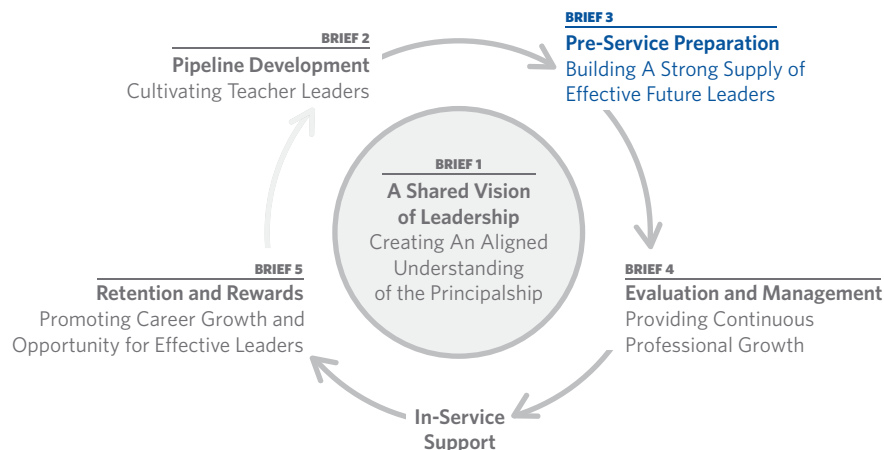 BRIEF 2
Pipeline Development
Cultivating Teacher Leaders
BRIEF 3
Pre-Service Preparation
Building A Strong Supply of
Effective Future Leaders
BRIEF 1
A Shared Vision
of Leadership
Creating An Aligned
Understanding
of the Principalship
BRIEF 5
Retention and Rewards
Promoting Career Growth and
Opportunity for Effective Leaders
BRIEF 4
Evaluation and Management
Providing Continuous
Professional Growth
In-Service
Support